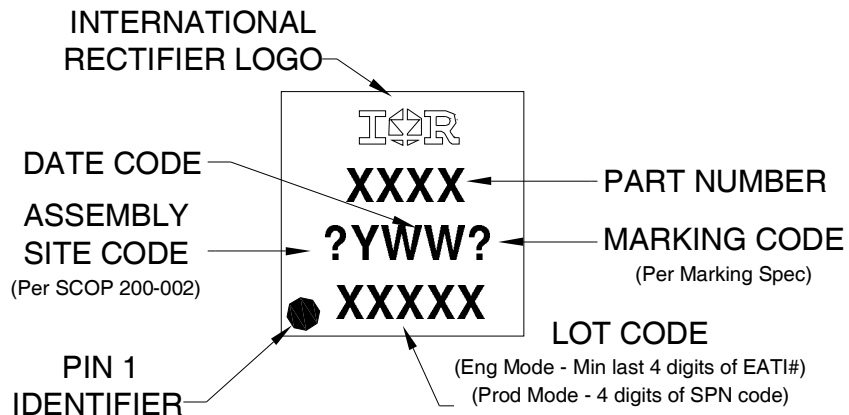 INTERNATIONAL
RECTIFIER LOGO
IR
DATE CODE
XXXX
PART NUMBER
ASSEMBLY
SITE CODE
(Per SCOP 200-002)
?YWW?
MARKING CODE
(Per Marking Spec)
XXXXX
LOT CODE
(Eng Mode - Min last 4 digits of EATI#)
(Prod Mode - 4 digits of SPN code)
PIN 1
IDENTIFIER